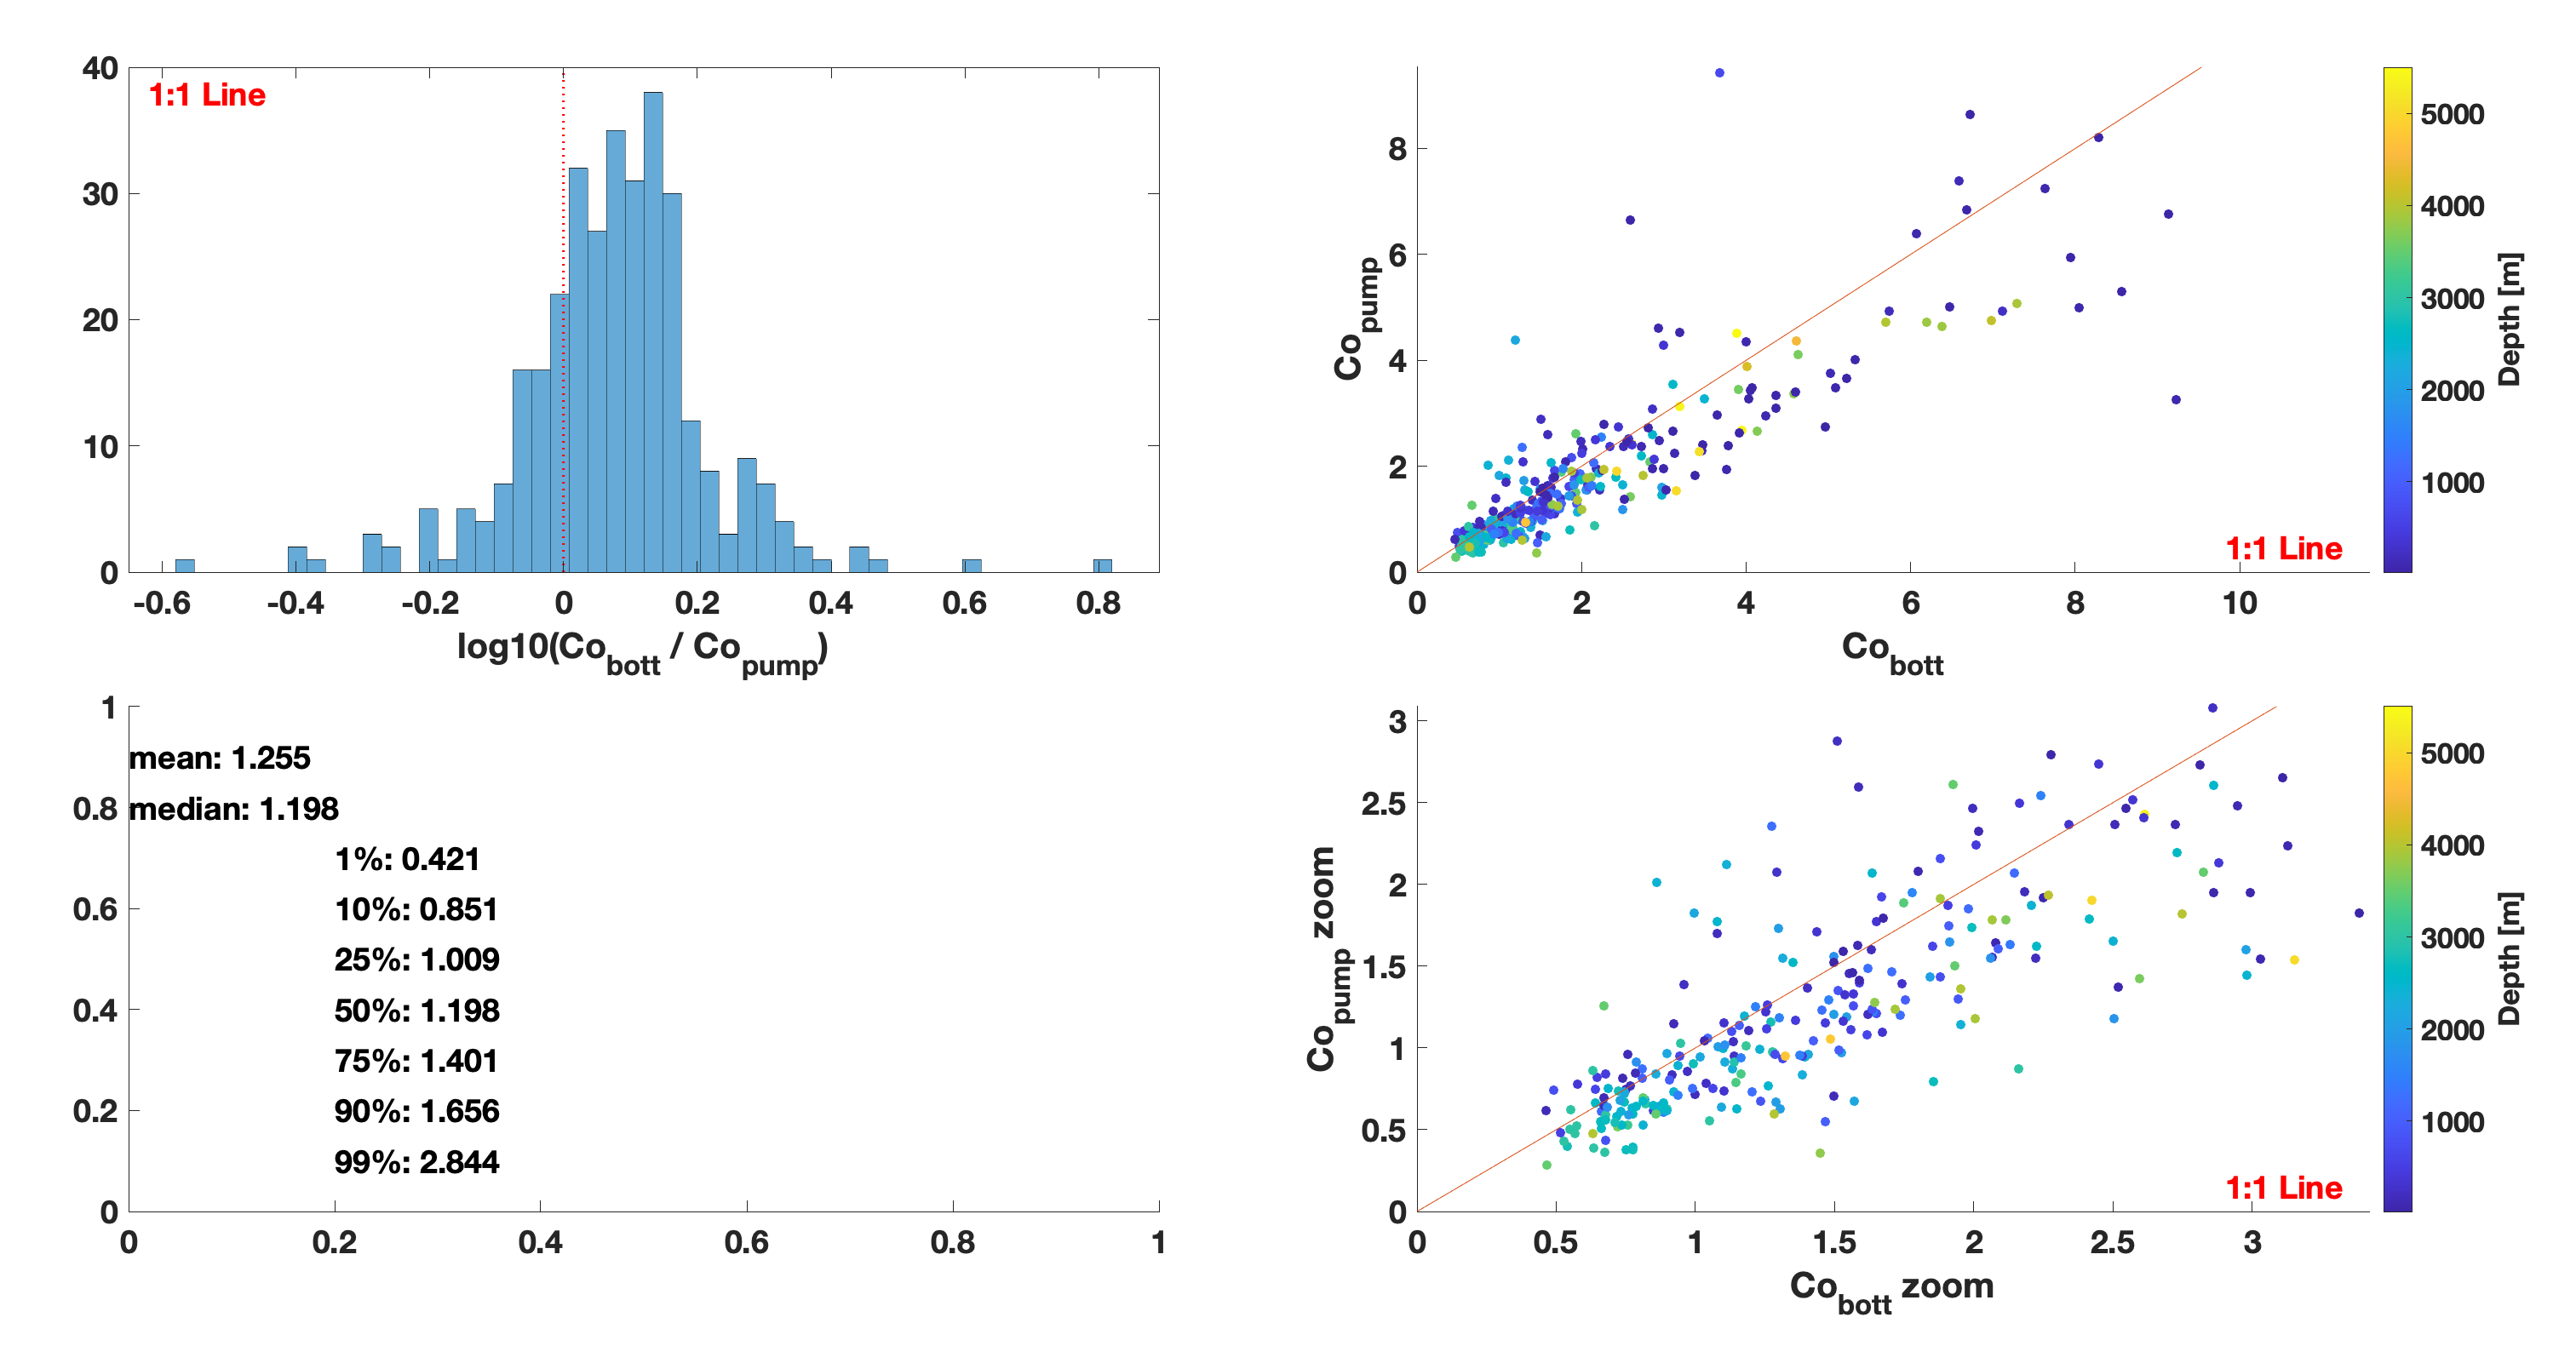 40
30
20
10
0
1:1 Line
-0.6 -0.4 -0.2 0 0.2 0.4 0.6 0.8
log10(Co_bott / Co_pump)
8
6
4
2
0
Co_pump
0 2 4 6 8 10
Co_bott
1:1 Line
5000
4000
3000
2000
1000
Depth [m]
1
0.8
0.6
0.4
0.2
0
mean: 1.255
median: 1.198
1%: 0.421
10%: 0.851
25%: 1.009
50%: 1.198
75%: 1.401
90%: 1.656
99%: 2.844
0 0.2 0.4 0.6 0.8 1
3
2.5
2
1.5
1
0.5
0
Co_pump zoom
0 0.5 1 1.5 2 2.5 3
Co_bott zoom
1:1 Line
5000
4000
3000
2000
1000
Depth [m]